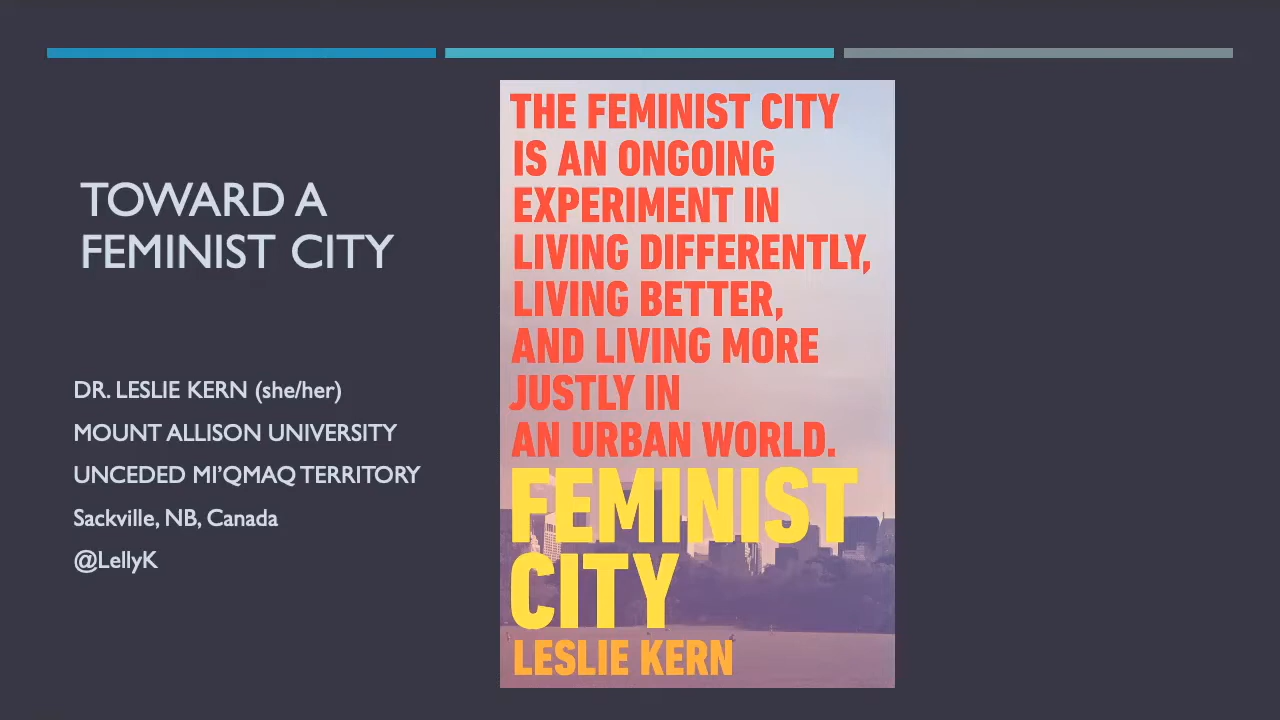 TOWARD A
FEMINIST CITY
DR. LESLIE KERN (she/her)
MOUNT ALLISON UNIVERSITY
UNCEDED MI'QMAQ TERRITORY
Sackville, NB, Canada
@LellyK
THE FEMINIST CITY
IS AN ONGOING
EXPERIMENT IN
LIVING DIFFERENTLY,
LIVING BETTER,
AND LIVING MORE
JUSTLY IN
AN URBAN WORLD.
FEMINIST
CITY
LESLIE KERN